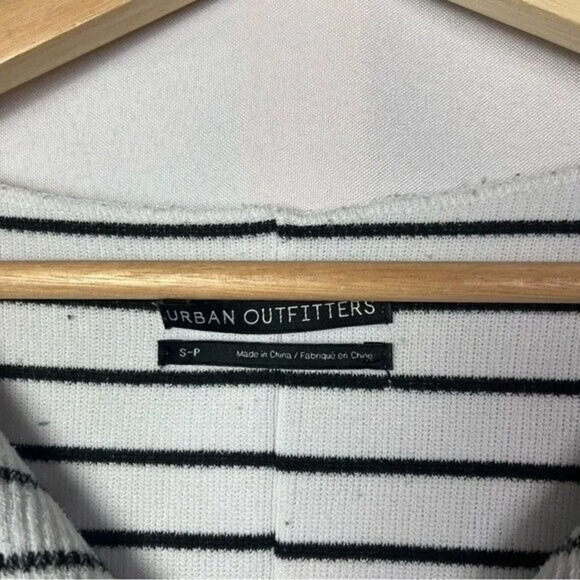 URBAN OUTFITTERS
S-P Made in China / Fabriqué en Chine